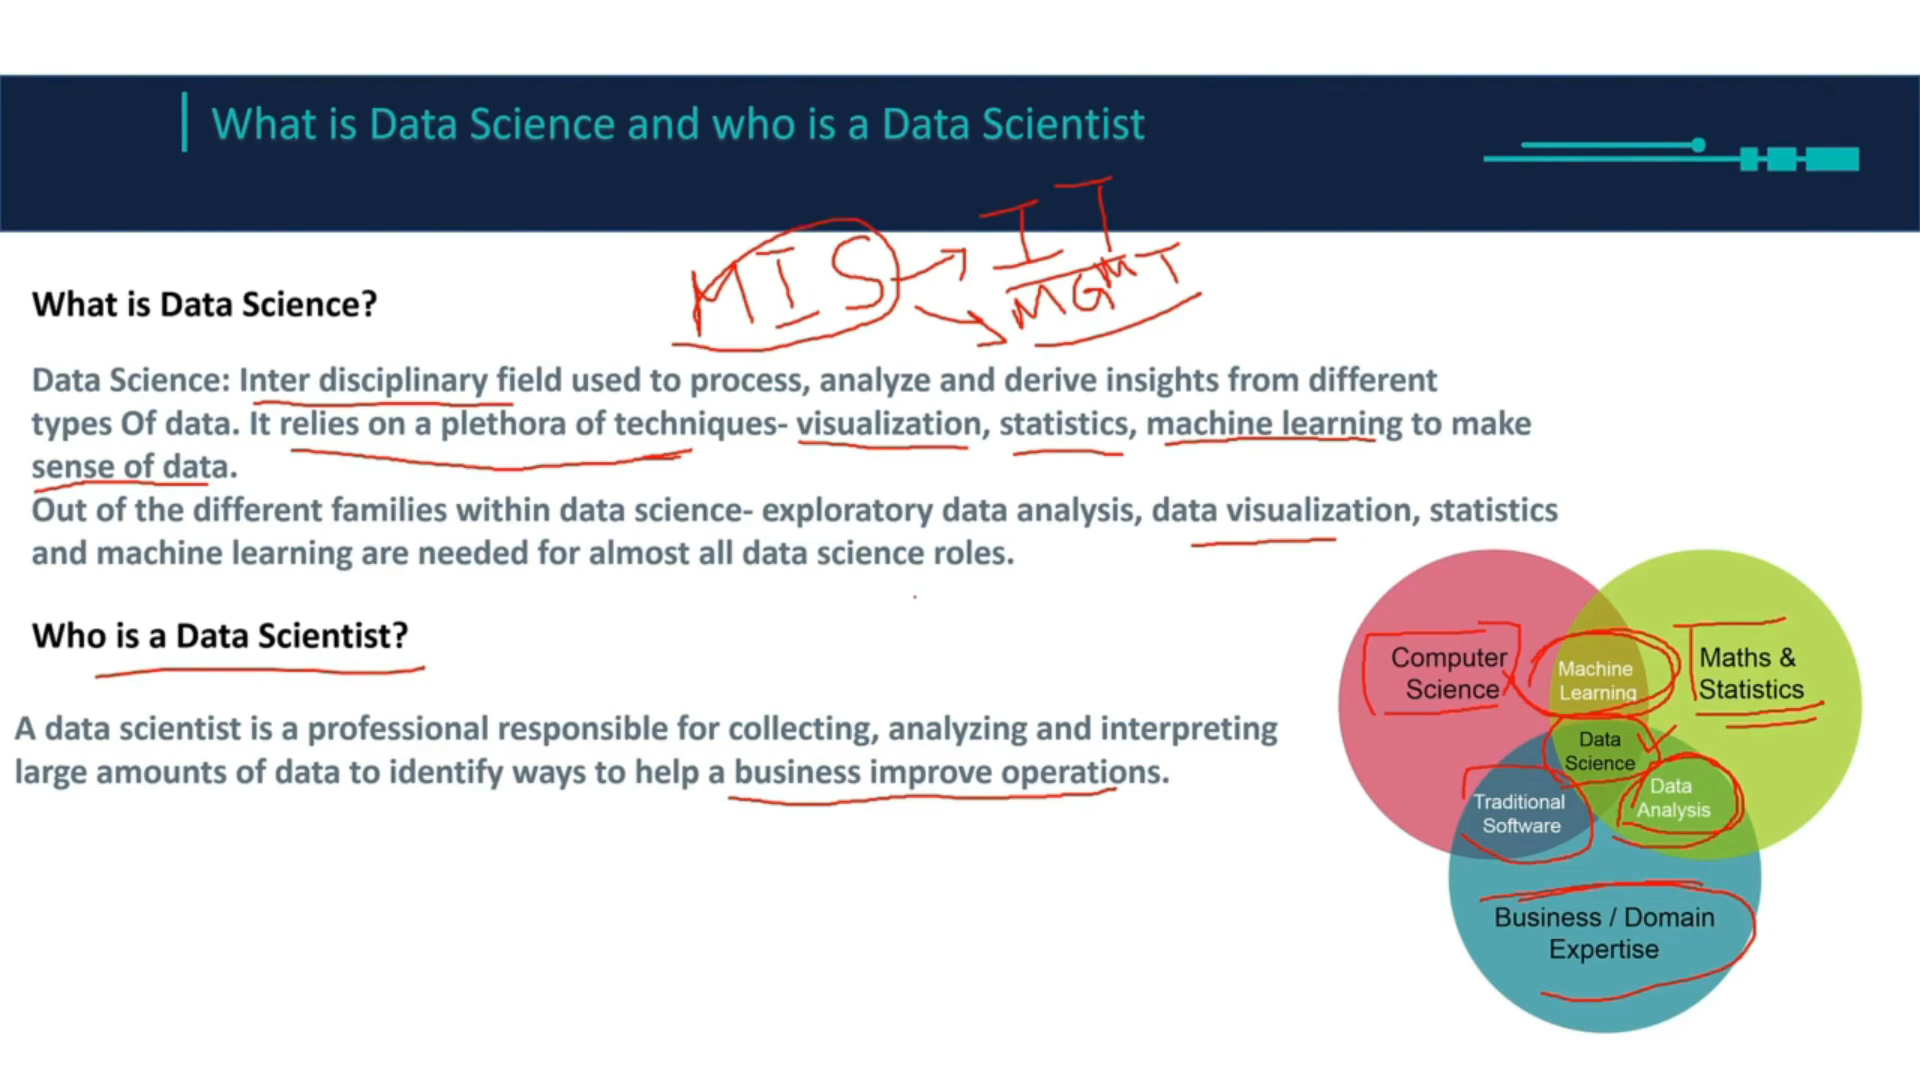 What is Data Science and who is a Data Scientist
MIS
IT
MGMT
What is Data Science?
Data Science: Inter disciplinary field used to process, analyze and derive insights from different
types Of data. It relies on a plethora of techniques- visualization, statistics, machine learning to make
sense of data.
Out of the different families within data science- exploratory data analysis, data visualization, statistics
and machine learning are needed for almost all data science roles.
Who is a Data Scientist?
A data scientist is a professional responsible for collecting, analyzing and interpreting
large amounts of data to identify ways to help a business improve operations.
Computer
Science
Machine
Learning
Maths &
Statistics
Data
Science
Traditional
Software
Data
Analysis
Business / Domain
Expertise